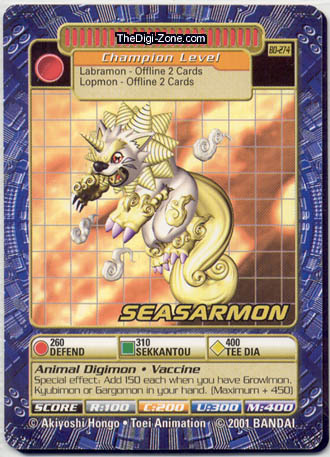 TheDigi-Zone.com
BO-274
Champion Level
Labramon - Offline 2 Cards
Lopmon - Offline 2 Cards
SEASARMON
260 DEFEND 310 SEKKANTOU 400 TEE DIA
Animal Digimon • Vaccine
Special effect: Add 150 each when you have Growlmon,
Kyubimon or Gargomon in your hand. (Maximum + 450)
SCORE R:100 C:200 U:300 M:400
© Akiyoshi Hongo • Toei Animation • © 2001 BANDAI